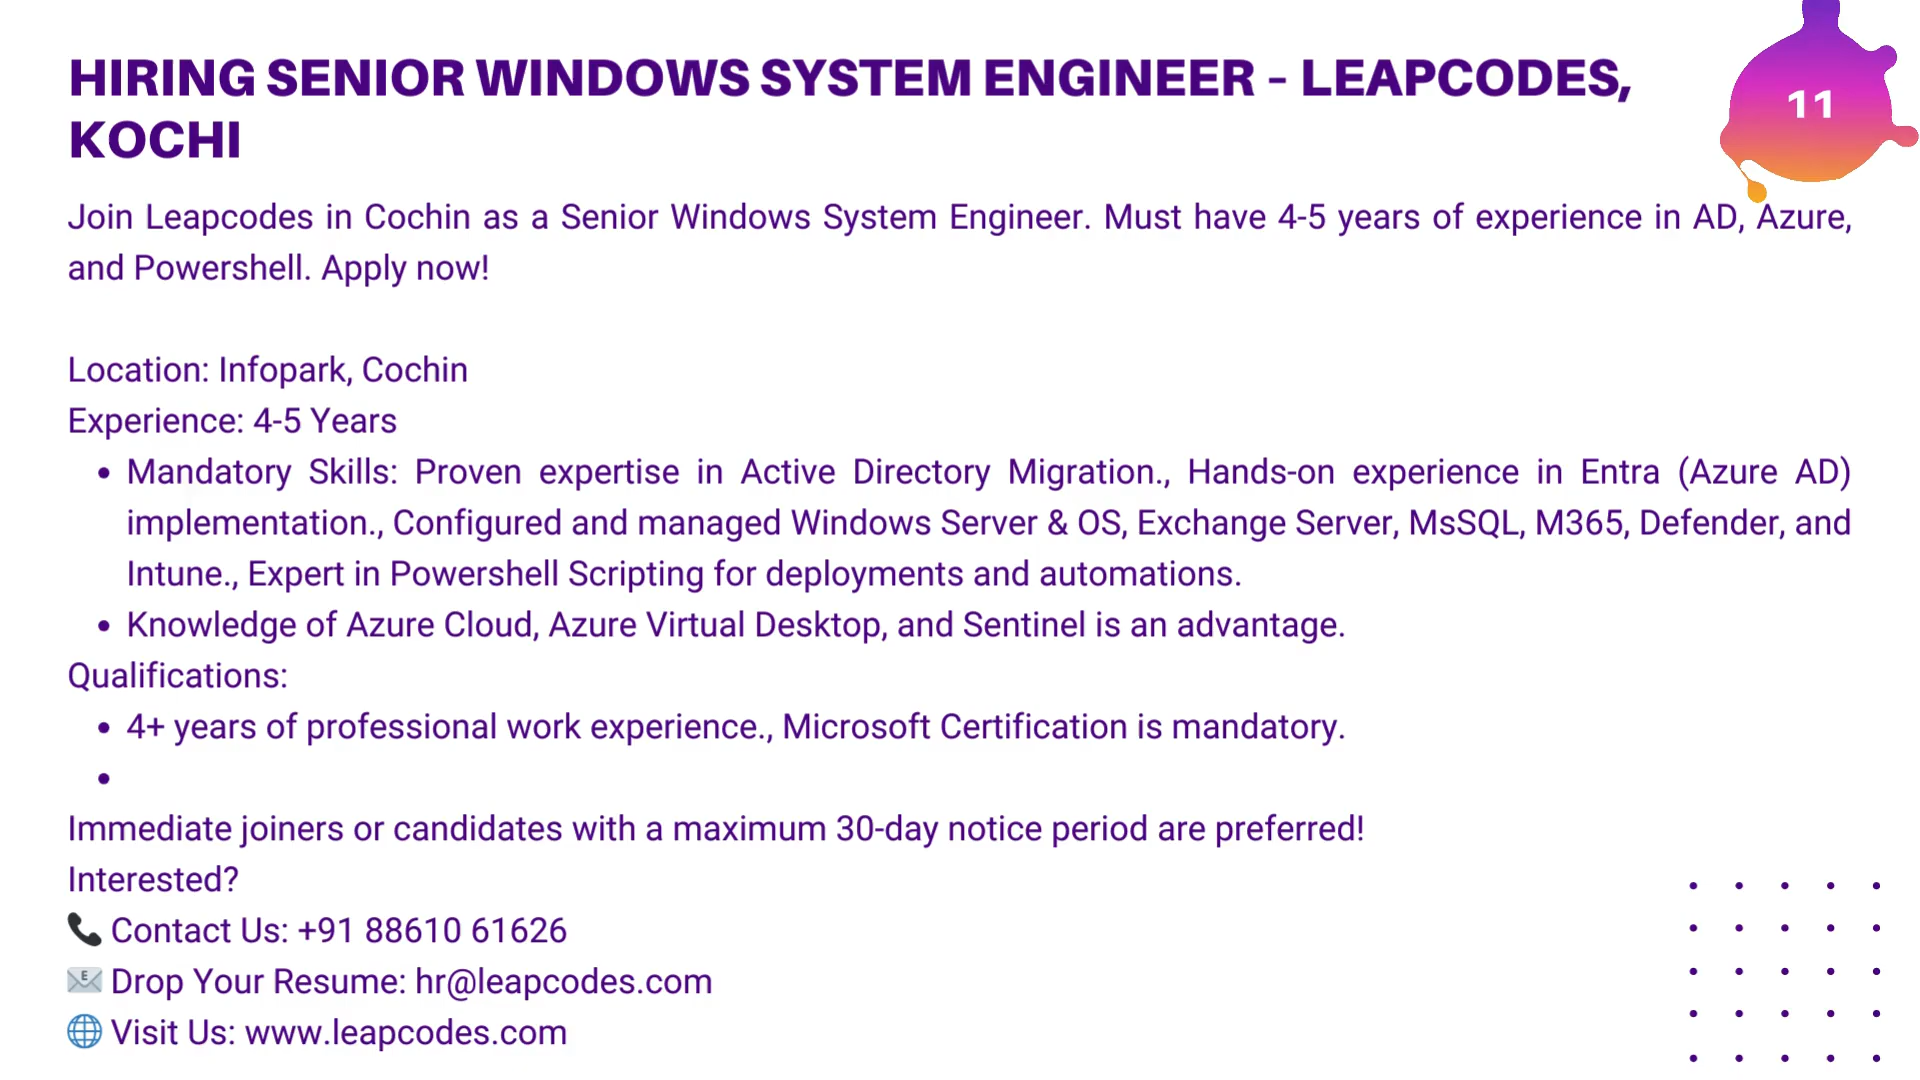 HIRING SENIOR WINDOWS SYSTEM ENGINEER - LEAPCODES,
KOCHI
11
Join Leapcodes in Cochin as a Senior Windows System Engineer. Must have 4-5 years of experience in AD, Azure,
and Powershell. Apply now!
Location: Infopark, Cochin
Experience: 4-5 Years
• Mandatory Skills: Proven expertise in Active Directory Migration., Hands-on experience in Entra (Azure AD)
implementation., Configured and managed Windows Server & OS, Exchange Server, MsSQL, M365, Defender, and
Intune., Expert in Powershell Scripting for deployments and automations.
• Knowledge of Azure Cloud, Azure Virtual Desktop, and Sentinel is an advantage.
Qualifications:
• 4+ years of professional work experience., Microsoft Certification is mandatory.
•
Immediate joiners or candidates with a maximum 30-day notice period are preferred!
Interested?
📞 Contact Us: +91 88610 61626
📧 Drop Your Resume: hr@leapcodes.com
🌐 Visit Us: www.leapcodes.com